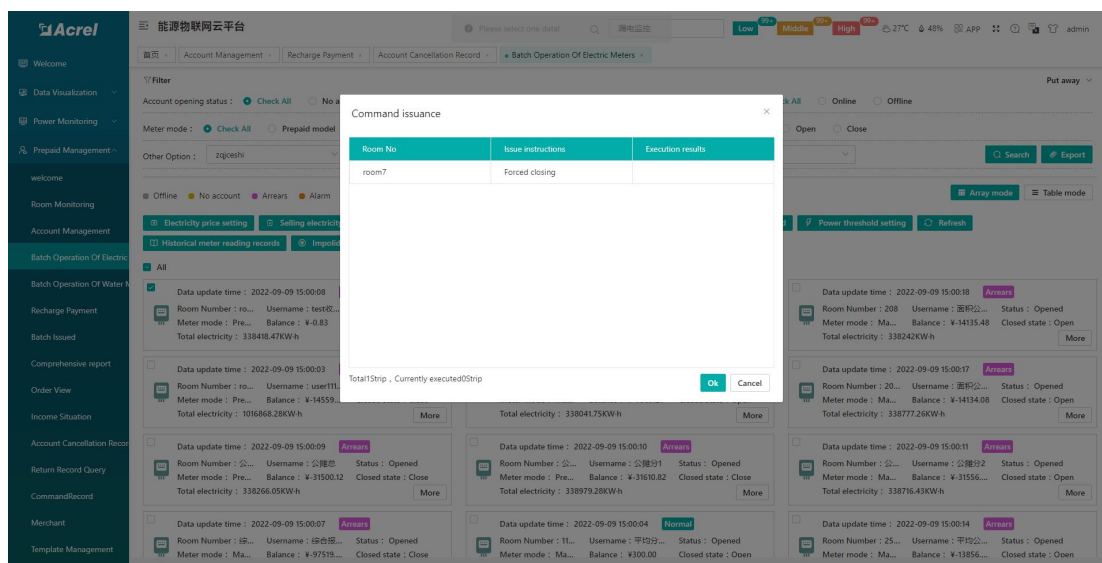 Acrel
能源物联网云平台
Please select one data!
漏电监控
Low 99+ Middle 99+ High 99+ 27℃ 48% APP admin
首页 Account Management Recharge Payment Account Cancellation Record Batch Operation Of Electric Meters
Welcome
Data Visualization
Power Monitoring
Prepaid Management
welcome
Room Monitoring
Account Management
Batch Operation Of Electric
Batch Operation Of Water M
Recharge Payment
Batch Issued
Comprehensive report
Order View
Income Situation
Account Cancellation Recor
Return Record Query
CommandRecord
Merchant
Template Management
Filter Put away
Account opening status : Check All No a
k All Online Offline
Meter mode : Check All Prepaid model
Open Close
Other Option : zqjceshi
Search Export
Offline No account Arrears Alarm
Array mode Table mode
Electricity price setting Selling electricity
d Power threshold setting Refresh
Historical meter reading records Impolid
All
Command issuance
Room No Issue instructions Execution results
room7 Forced closing
Total1Strip , Currently executed0Strip
Ok Cancel
Data update time : 2022-09-09 15:00:08
Room Number : ro... Username : test收...
Meter mode : Pre... Balance : ¥-0.83
Total electricity : 338418.47KW·h
Data update time : 2022-09-09 15:00:18 Arrears
Room Number : 208 Username : 面积公... Status : Opened
Meter mode : Ma... Balance : ¥-14135.48 Closed state : Open
Total electricity : 338242KW·h More
Data update time : 2022-09-09 15:00:03
Room Number : ro... Username : user111...
Meter mode : Pre... Balance : ¥-14559...
Total electricity : 1016868.28KW·h More
Total electricity : 338041.75KW·h More
Data update time : 2022-09-09 15:00:17 Arrears
Room Number : 20... Username : 面积公... Status : Opened
Meter mode : Ma... Balance : ¥-14134.08 Closed state : Open
Total electricity : 338777.26KW·h More
Data update time : 2022-09-09 15:00:09 Arrears
Room Number : 公... Username : 公摊总 Status : Opened
Meter mode : Pre... Balance : ¥-31500.12 Closed state : Close
Total electricity : 338266.05KW·h More
Data update time : 2022-09-09 15:00:10 Arrears
Room Number : 公... Username : 公摊分1 Status : Opened
Meter mode : Pre... Balance : ¥-31610.82 Closed state : Close
Total electricity : 338979.28KW·h More
Data update time : 2022-09-09 15:00:11 Arrears
Room Number : 公... Username : 公摊分2 Status : Opened
Meter mode : Ma... Balance : ¥-31556.... Closed state : Open
Total electricity : 338716.43KW·h More
Data update time : 2022-09-09 15:00:07 Arrears
Room Number : 综... Username : 综合报... Status : Opened
Meter mode : Ma... Balance : ¥-97519.... Closed state : Close
Data update time : 2022-09-09 15:00:04 Normal
Room Number : 11... Username : 平均分... Status : Opened
Meter mode : Ma... Balance : ¥300.00 Closed state : Open
Data update time : 2022-09-09 15:00:14 Arrears
Room Number : 25... Username : 平均公... Status : Opened
Meter mode : Ma... Balance : ¥-13856.... Closed state : Open